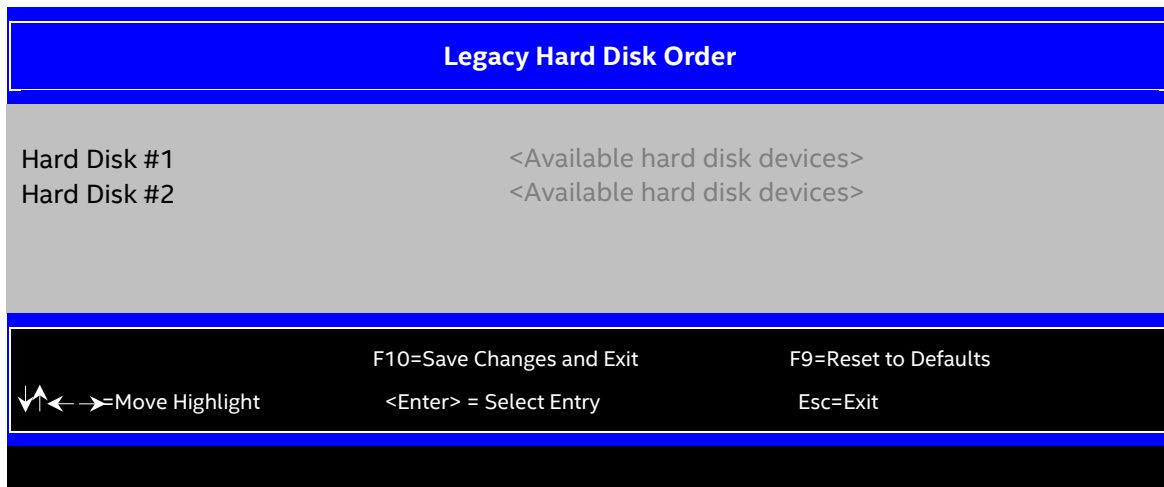 Legacy Hard Disk Order
Hard Disk #1 <Available hard disk devices>
Hard Disk #2 <Available hard disk devices>
F10=Save Changes and Exit F9=Reset to Defaults
=Move Highlight <Enter> = Select Entry Esc=Exit